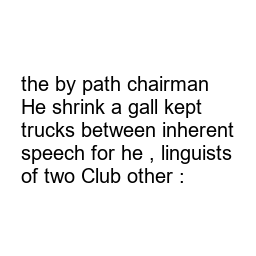 the by path chairman
He shrink a gall kept
trucks between inherent
speech for he , linguists
of two Club other :